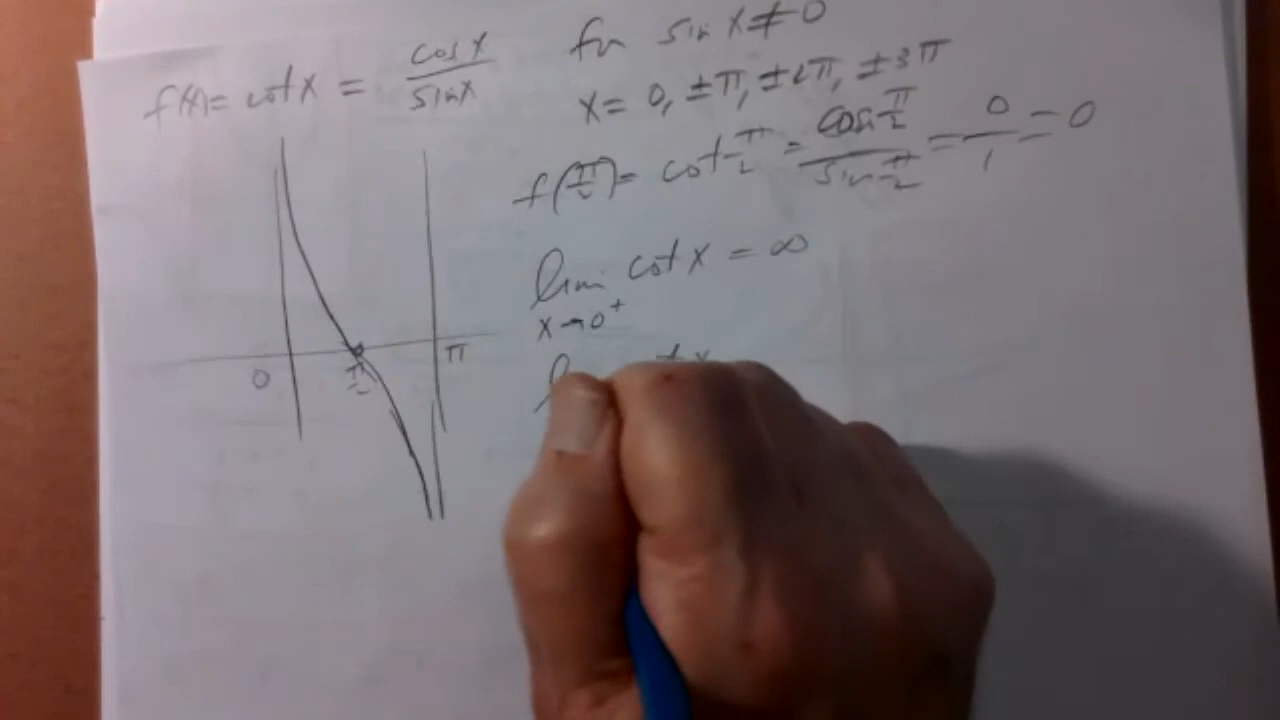 f(x) = cot x = cos x / sin x for sin x ≠ 0
x = 0, ±π, ±2π, ±3π
f(π/2) = cot π/2 = cos π/2 / sin π/2 = 0/1 = 0
lim cot x = ∞
x→0⁺
cot x
0 π/2 π